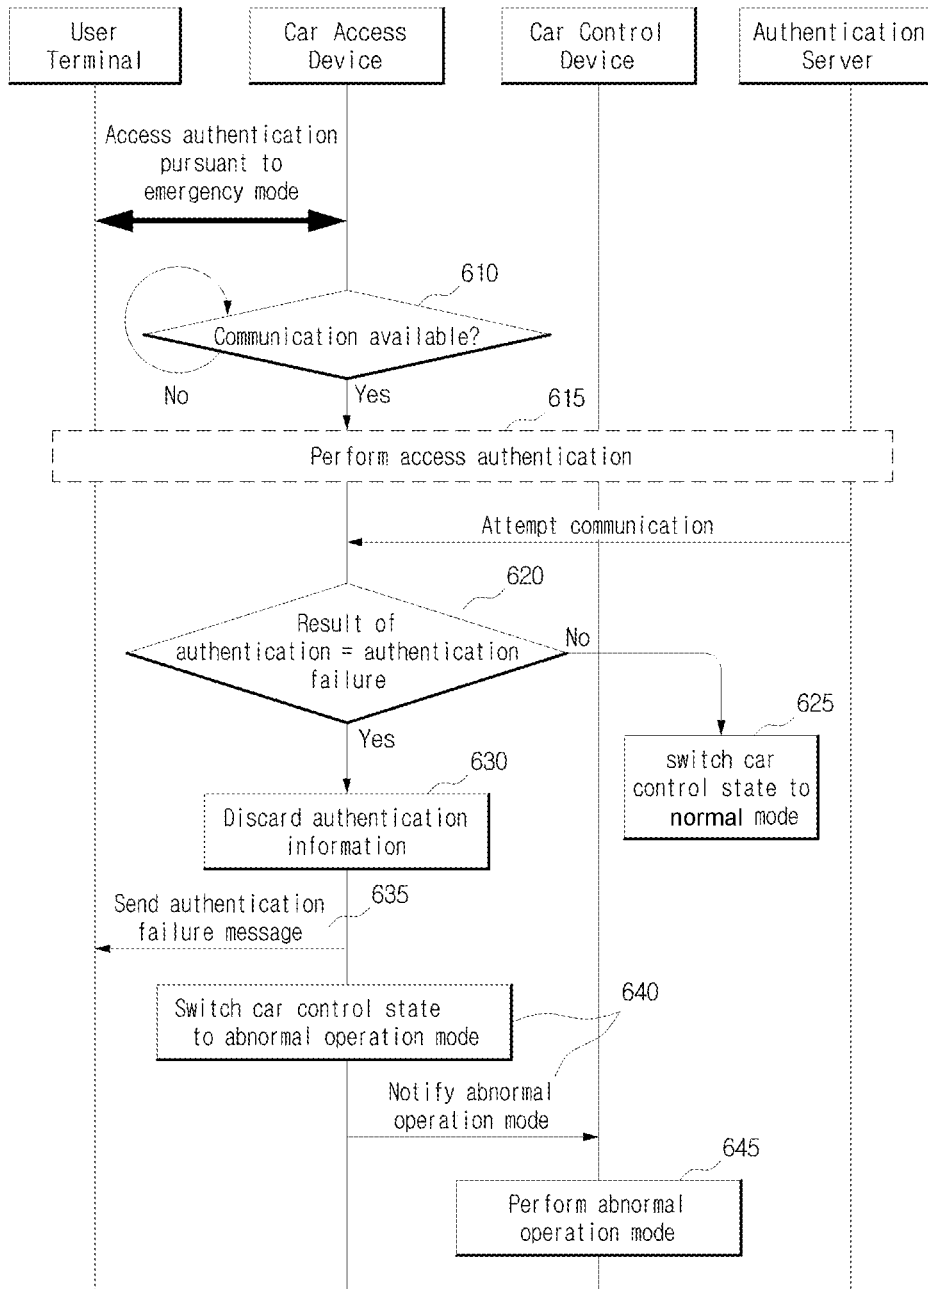 User
Terminal
Car Access
Device
Car Control
Device
Authentication
Server
Access authentication
pursuant to
emergency mode
610
Communication available?
No
Yes
615
Perform access authentication
Attempt communication
620
Result of
authentication = authentication
failure
No
Yes
625
switch car
control state to
normal mode
630
Discard authentication
information
635
Send authentication
failure message
Switch car control state
to abnormal operation mode
640
Notify abnormal
operation mode
645
Perform abnormal
operation mode